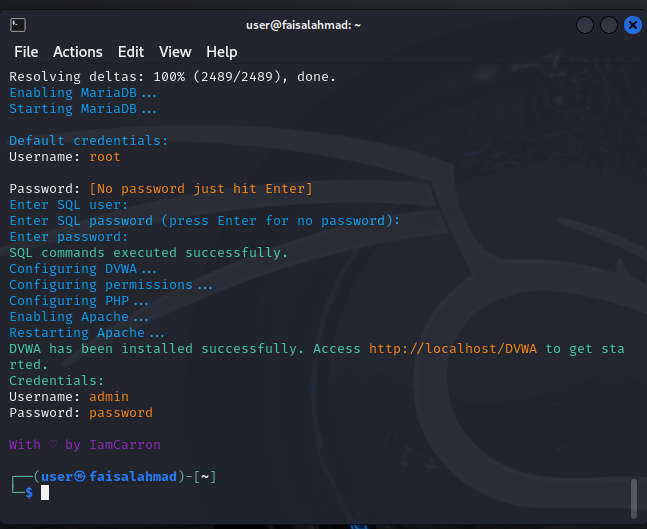 user@faisalahmad: ~
File Actions Edit View Help
Resolving deltas: 100% (2489/2489), done.
Enabling MariaDB...
Starting MariaDB...
Default credentials:
Username: root
Password: [No password just hit Enter]
Enter SQL user:
Enter SQL password (press Enter for no password):
Enter password:
SQL commands executed successfully.
Configuring DVWA...
Configuring permissions...
Configuring PHP...
Enabling Apache...
Restarting Apache...
DVWA has been installed successfully. Access http://localhost/DVWA to get sta
rted.
Credentials:
Username: admin
Password: password
With ♡ by IamCarron
┌──(user㉿faisalahmad)-[~]
└─$